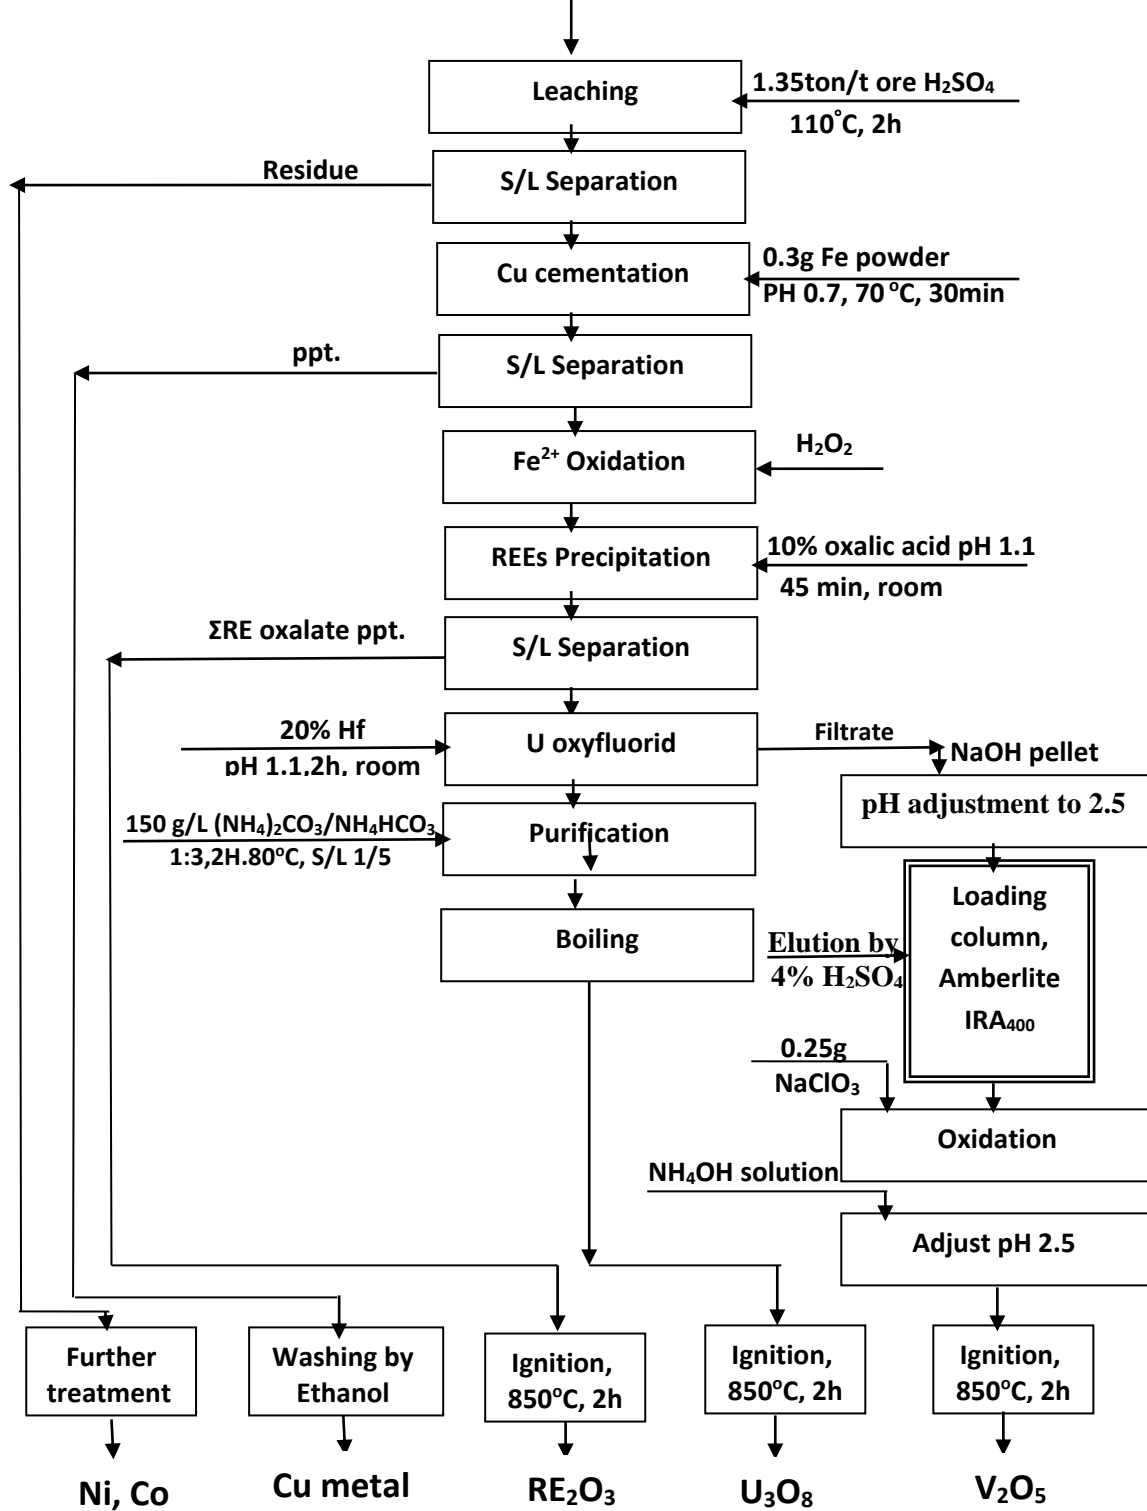 Leaching
1.35ton/t ore H₂SO₄
110°C, 2h
Residue
S/L Separation
Cu cementation
0.3g Fe powder
PH 0.7, 70 °C, 30min
ppt.
S/L Separation
Fe²⁺ Oxidation
H₂O₂
REEs Precipitation
10% oxalic acid pH 1.1
45 min, room
ΣRE oxalate ppt.
S/L Separation
20% Hf
pH 1.1,2h, room
U oxyfluorid
Filtrate
NaOH pellet
pH adjustment to 2.5
150 g/L (NH₄)₂CO₃/NH₄HCO₃
1:3,2H.80°C, S/L 1/5
Purification
Boiling
Loading
column,
Amberlite
IRA₄₀₀
Elution by
4% H₂SO₄
0.25g
NaClO₃
Oxidation
NH₄OH solution
Adjust pH 2.5
Further
treatment
Washing by
Ethanol
Ignition,
850°C, 2h
Ignition,
850°C, 2h
Ignition,
850°C, 2h
Ni, Co
Cu metal
RE₂O₃
U₃O₈
V₂O₅